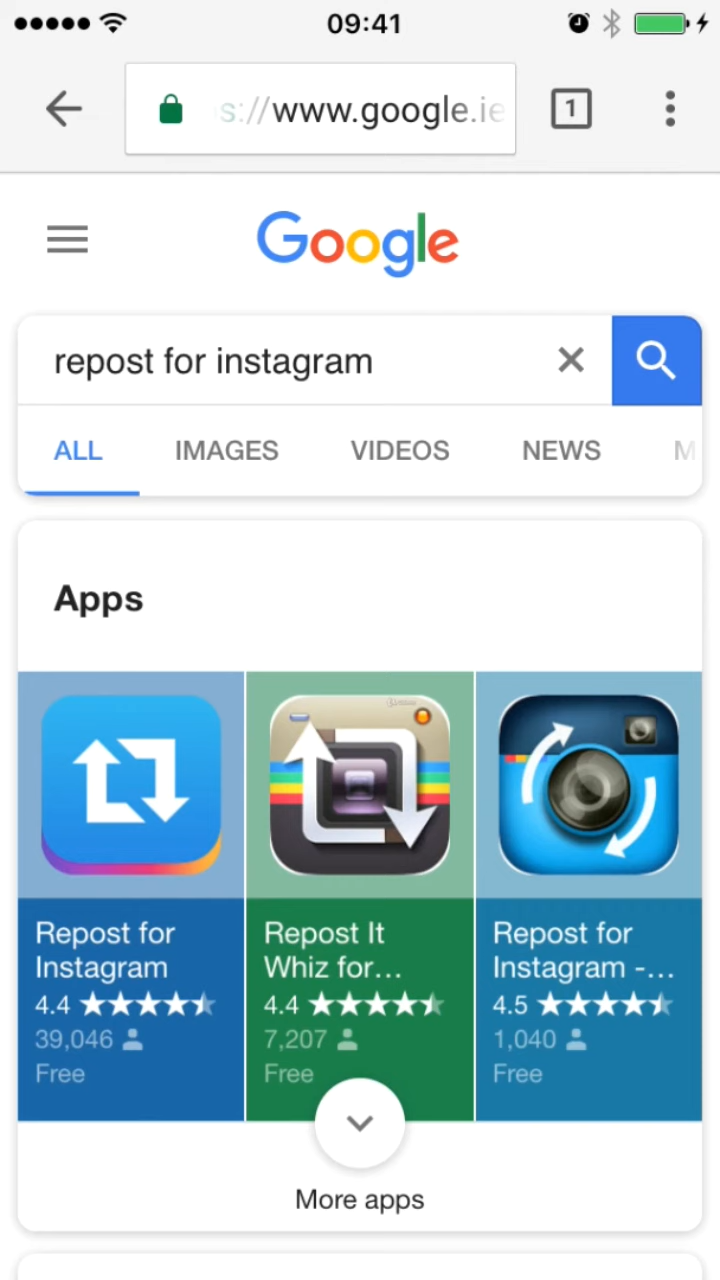 09:41
s://www.google.ie
1
Google
repost for instagram
ALL IMAGES VIDEOS NEWS M
Apps
Repost for Instagram
4.4
39,046
Free
Repost It Whiz for...
4.4
7,207
Free
Repost for Instagram -...
4.5
1,040
Free
More apps